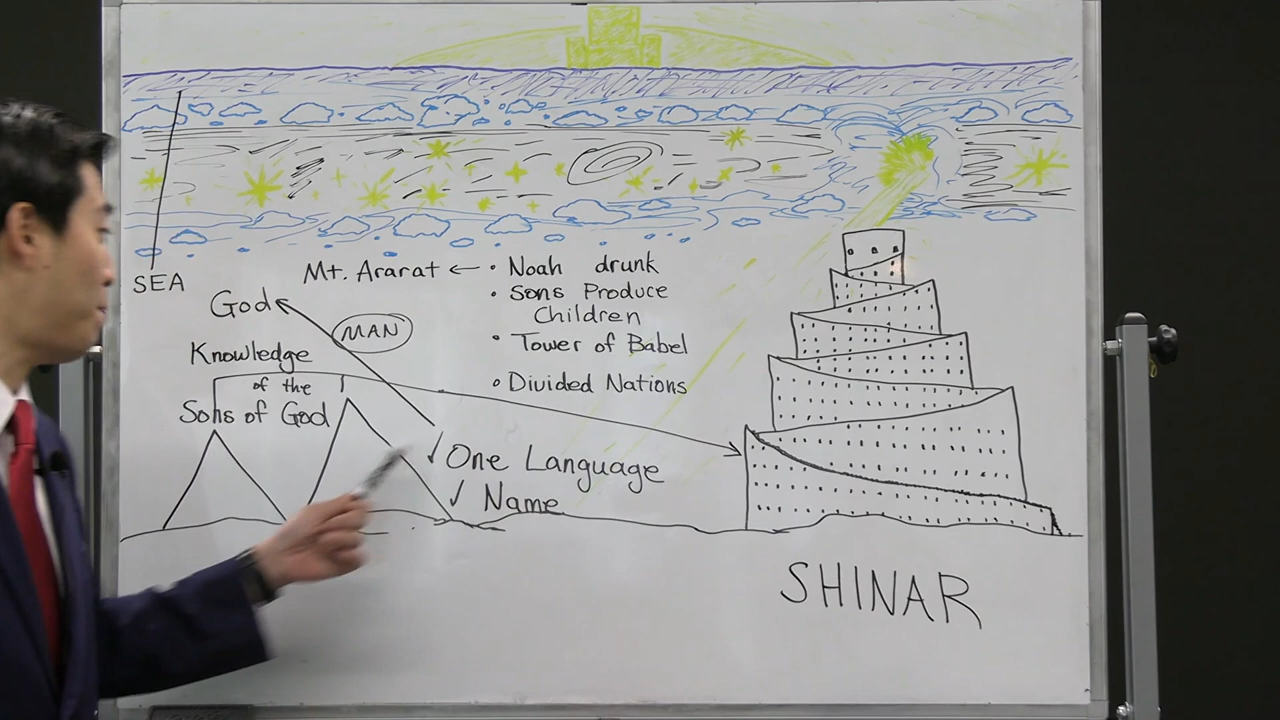 SEA
Mt. Ararat ← • Noah drunk
• Sons Produce
Children
• Tower of Babel
• Divided Nations
God
MAN
Knowledge
of the
Sons of God
✓ One Language
✓ Name
SHINAR